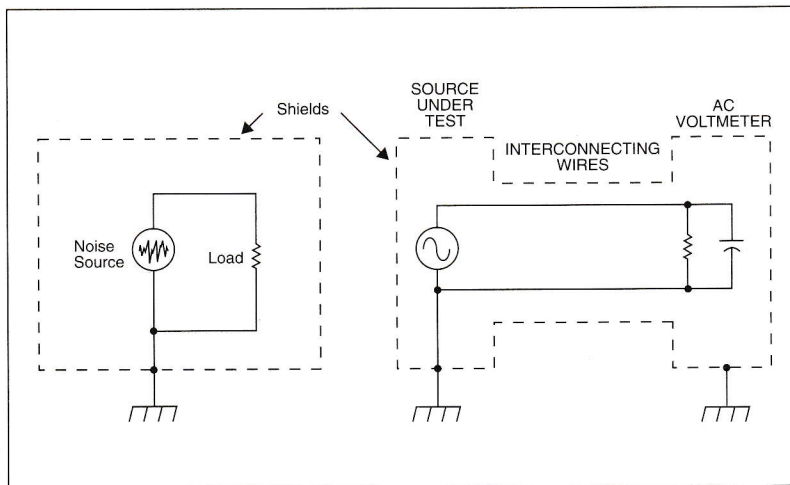 Shields
SOURCE
UNDER
TEST
AC
VOLTMETER
INTERCONNECTING
WIRES
Noise
Source
Load